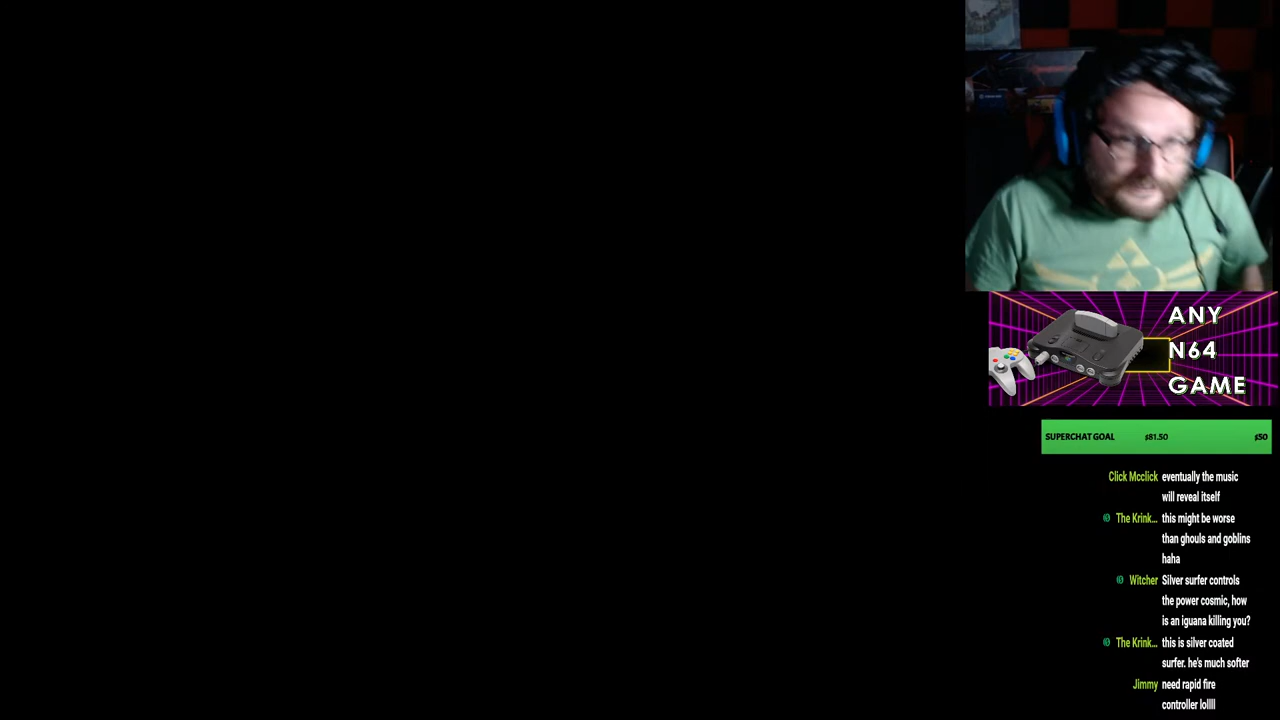 ANY
N64
GAME
SUPERCHAT GOAL $81.50 $50
Click Mcclick eventually the music
will reveal itself
The Krink... this might be worse
than ghouls and goblins
haha
Witcher Silver surfer controls
the power cosmic, how
is an iguana killing you?
The Krink... this is silver coated
surfer. he's much softer
Jimmy need rapid fire
controller lollll